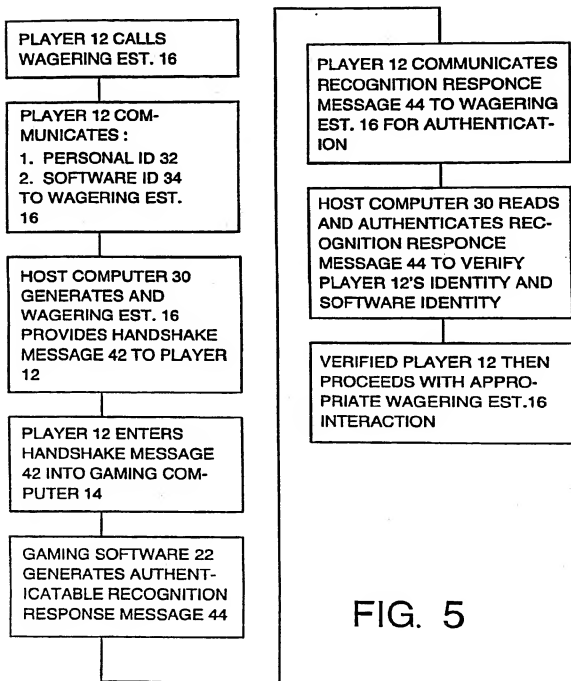 PLAYER 12 CALLS
WAGERING EST. 16
PLAYER 12 COM-
MUNICATES :
1. PERSONAL ID 32
2. SOFTWARE ID 34
TO WAGERING EST.
16
HOST COMPUTER 30
GENERATES AND
WAGERING EST. 16
PROVIDES HANDSHAKE
MESSAGE 42 TO PLAYER
12
PLAYER 12 ENTERS
HANDSHAKE MESSAGE
42 INTO GAMING COM-
PUTER 14
GAMING SOFTWARE 22
GENERATES AUTHENT-
ICATABLE RECOGNITION
RESPONSE MESSAGE 44
PLAYER 12 COMMUNICATES
RECOGNITION RESPONCE
MESSAGE 44 TO WAGERING
EST. 16 FOR AUTHENTICAT-
ION
HOST COMPUTER 30 READS
AND AUTHENTICATES REC-
OGNITION RESPONCE
MESSAGE 44 TO VERIFY
PLAYER 12'S IDENTITY AND
SOFTWARE IDENTITY
VERIFIED PLAYER 12 THEN
PROCEEDS WITH APPRO-
PRIATE WAGERING EST.16
INTERACTION
FIG. 5